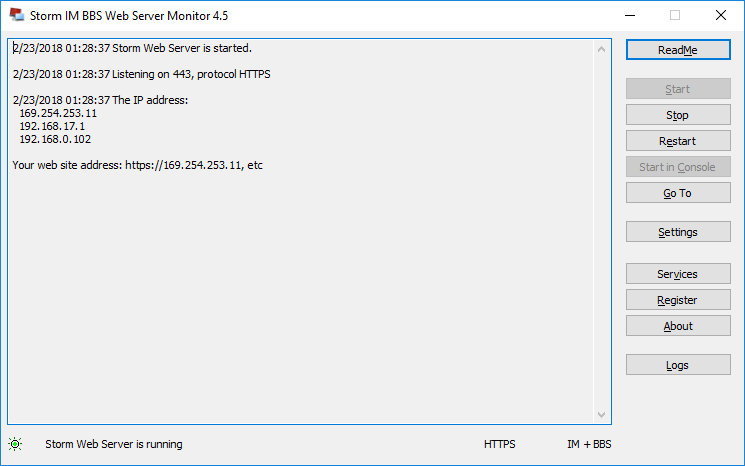 Storm IM BBS Web Server Monitor 4.5
2/23/2018 01:28:37 Storm Web Server is started.
2/23/2018 01:28:37 Listening on 443, protocol HTTPS
2/23/2018 01:28:37 The IP address:
169.254.253.11
192.168.17.1
192.168.0.102
Your web site address: https://169.254.253.11, etc
ReadMe
Start
Stop
Restart
Start in Console
Go To
Settings
Services
Register
About
Logs
Storm Web Server is running
HTTPS
IM + BBS